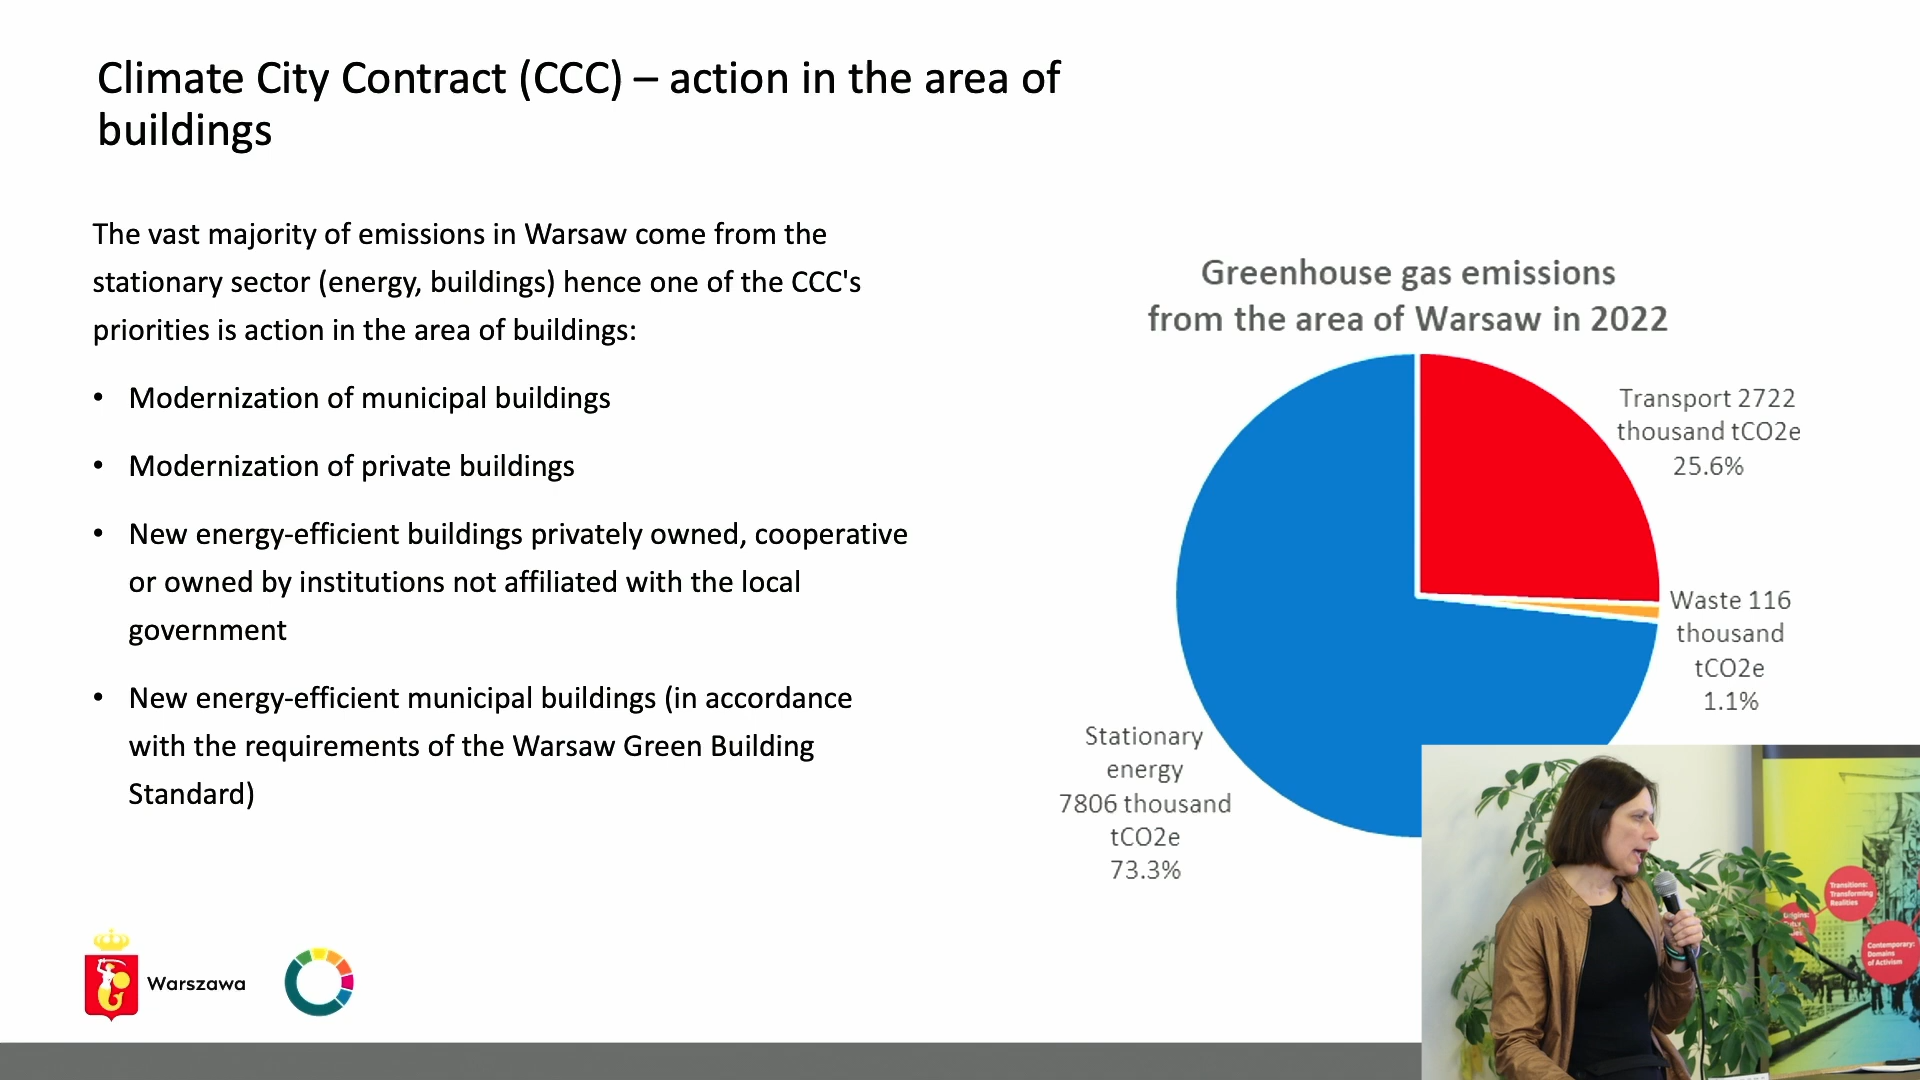 Climate City Contract (CCC) – action in the area of
buildings
The vast majority of emissions in Warsaw come from the
stationary sector (energy, buildings) hence one of the CCC's
priorities is action in the area of buildings:
• Modernization of municipal buildings
• Modernization of private buildings
• New energy-efficient buildings privately owned, cooperative
or owned by institutions not affiliated with the local
government
• New energy-efficient municipal buildings (in accordance
with the requirements of the Warsaw Green Building
Standard)
Greenhouse gas emissions
from the area of Warsaw in 2022
Transport 2722
thousand tCO2e
25.6%
Waste 116
thousand
tCO2e
1.1%
Stationary
energy
7806 thousand
tCO2e
73.3%
Warszawa
Transitions:
Transforming
Realities
Contemporary:
Domains
of Activism